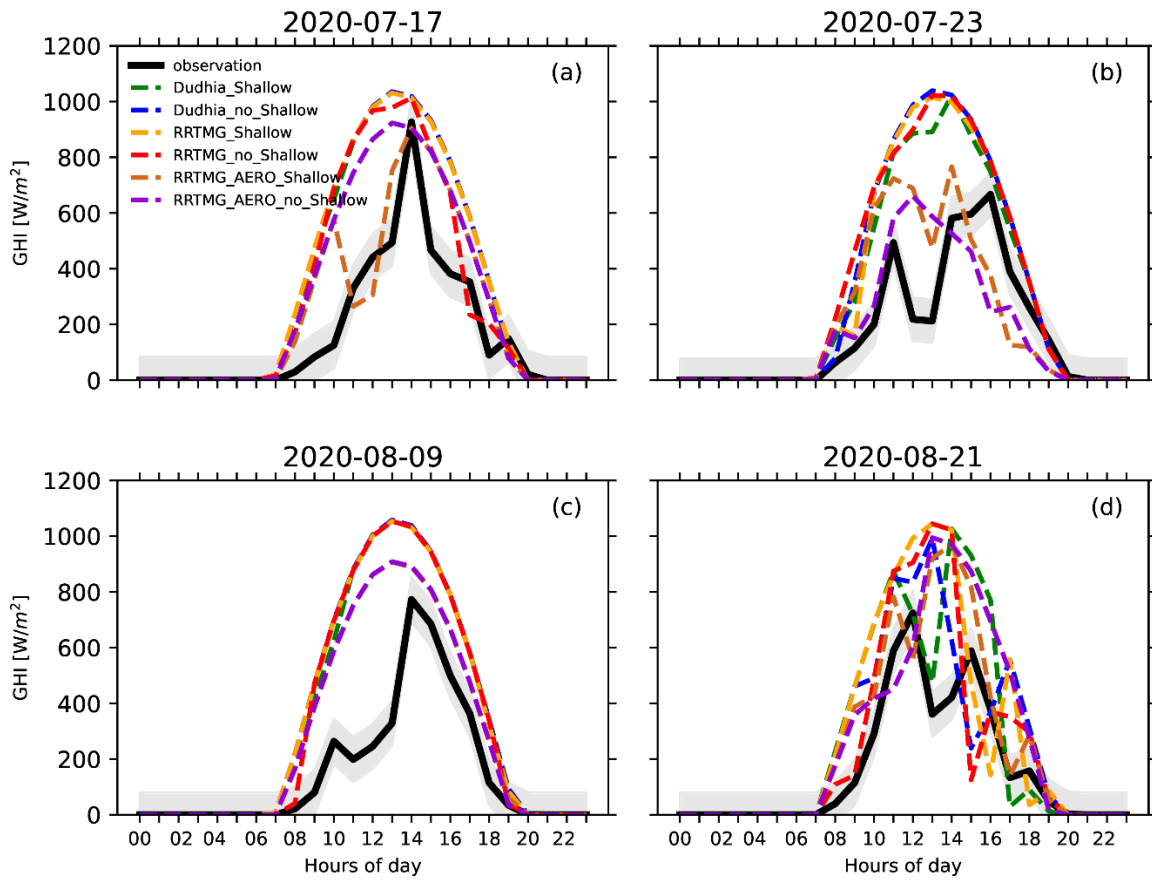 2020-07-17
2020-07-23
1200
1000
800
600
400
200
0
GHI [W/m²]
observation
Dudhia_Shallow
Dudhia_no_Shallow
RRTMG_Shallow
RRTMG_no_Shallow
RRTMG_AERO_Shallow
RRTMG_AERO_no_Shallow
(a)
(b)
2020-08-09
2020-08-21
1200
1000
800
600
400
200
0
GHI [W/m²]
(c)
(d)
00 02 04 06 08 10 12 14 16 18 20 22
00 02 04 06 08 10 12 14 16 18 20 22
Hours of day
Hours of day